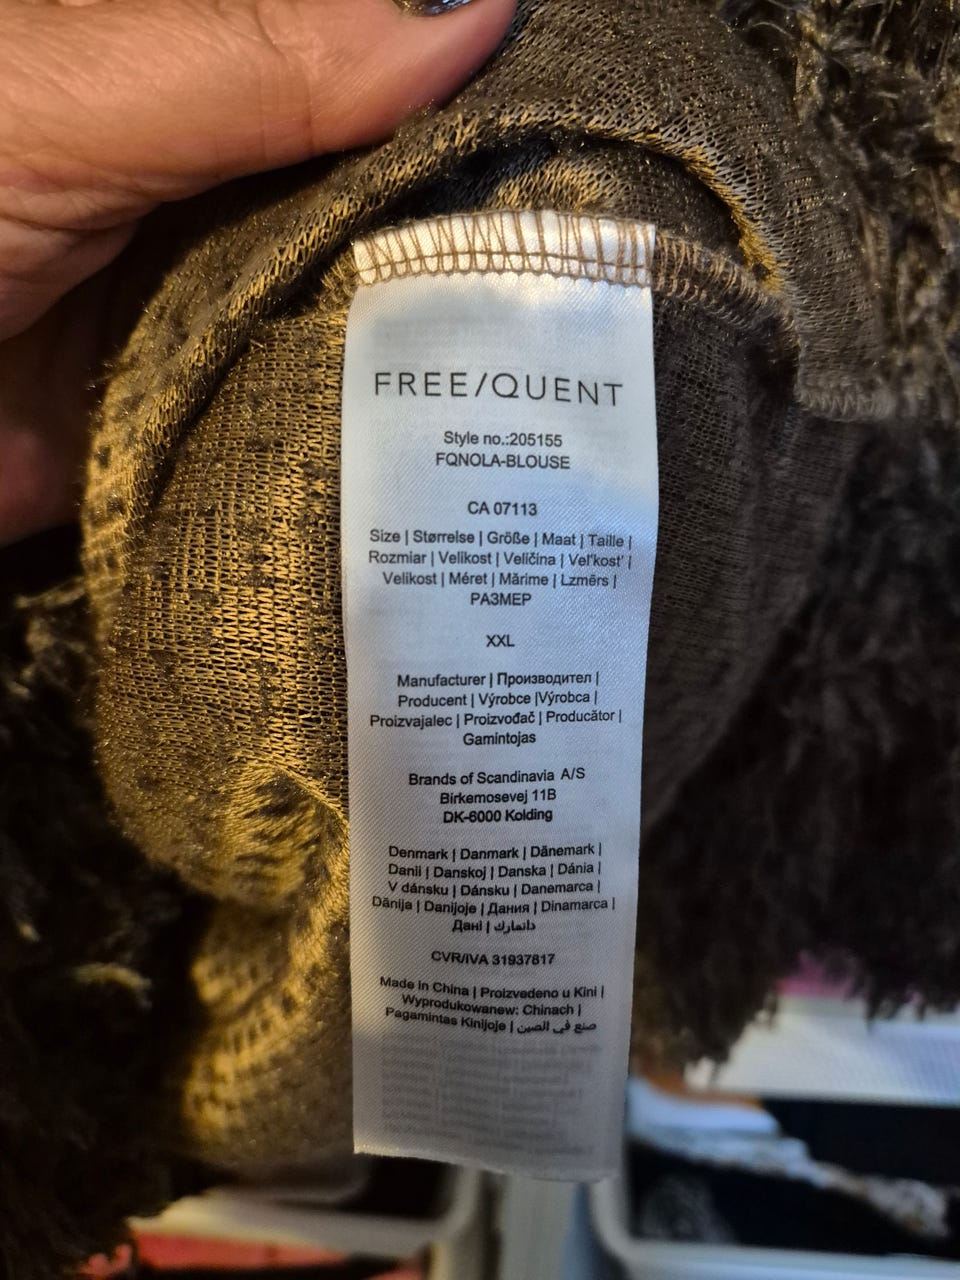 FREE/QUENT
Style no.:205155
FQNOLA-BLOUSE
CA 07113
Size | Størrelse | Größe | Maat | Taille |
Rozmiar | Velikost | Veličina | Vel'kost' |
Velikost | Méret | Mărime | Lzmērs |
РАЗМЕР
XXL
Manufacturer | Производител |
Producent | Výrobce |Výrobca |
Proizvajalec | Proizvođač | Producător |
Gamintojas
Brands of Scandinavia A/S
Birkemosevej 11B
DK-6000 Kolding
Denmark | Danmark | Dänemark |
Danii | Danskoj | Danska | Dánia |
V dánsku | Dánsku | Danemarca |
Dānija | Danijoje | Дания | Dinamarca |
Данi | دانمارك
CVR/IVA 31937817
Made in China | Proizvedeno u Kini |
Wyprodukowanew: Chinach |
Pagamintas Kinijoje | صنع في الصين